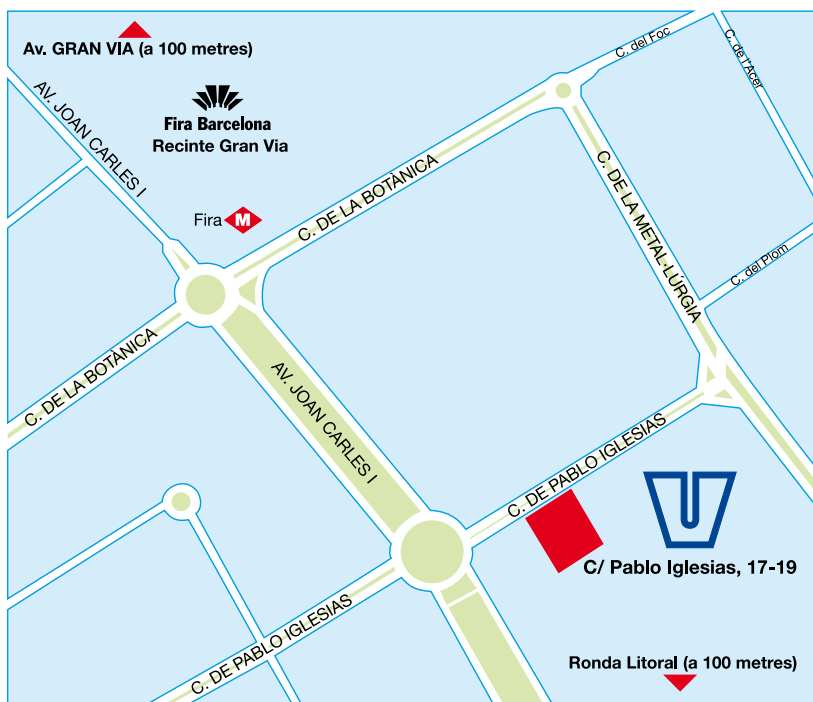 Av. GRAN VIA (a 100 metres)
C. del Foc
C. de l'Acer
AV. JOAN CARLES I
Fira Barcelona
Recinte Gran Via
C. DE LA BOTÀNICA
C. DE LA METAL·LÚRGIA
Fira M
C. del Plom
C. DE LA BOTÀNICA
AV. JOAN CARLES I
C. DE PABLO IGLESIAS
C/ Pablo Iglesias, 17-19
C. DE PABLO IGLESIAS
Ronda Litoral (a 100 metres)